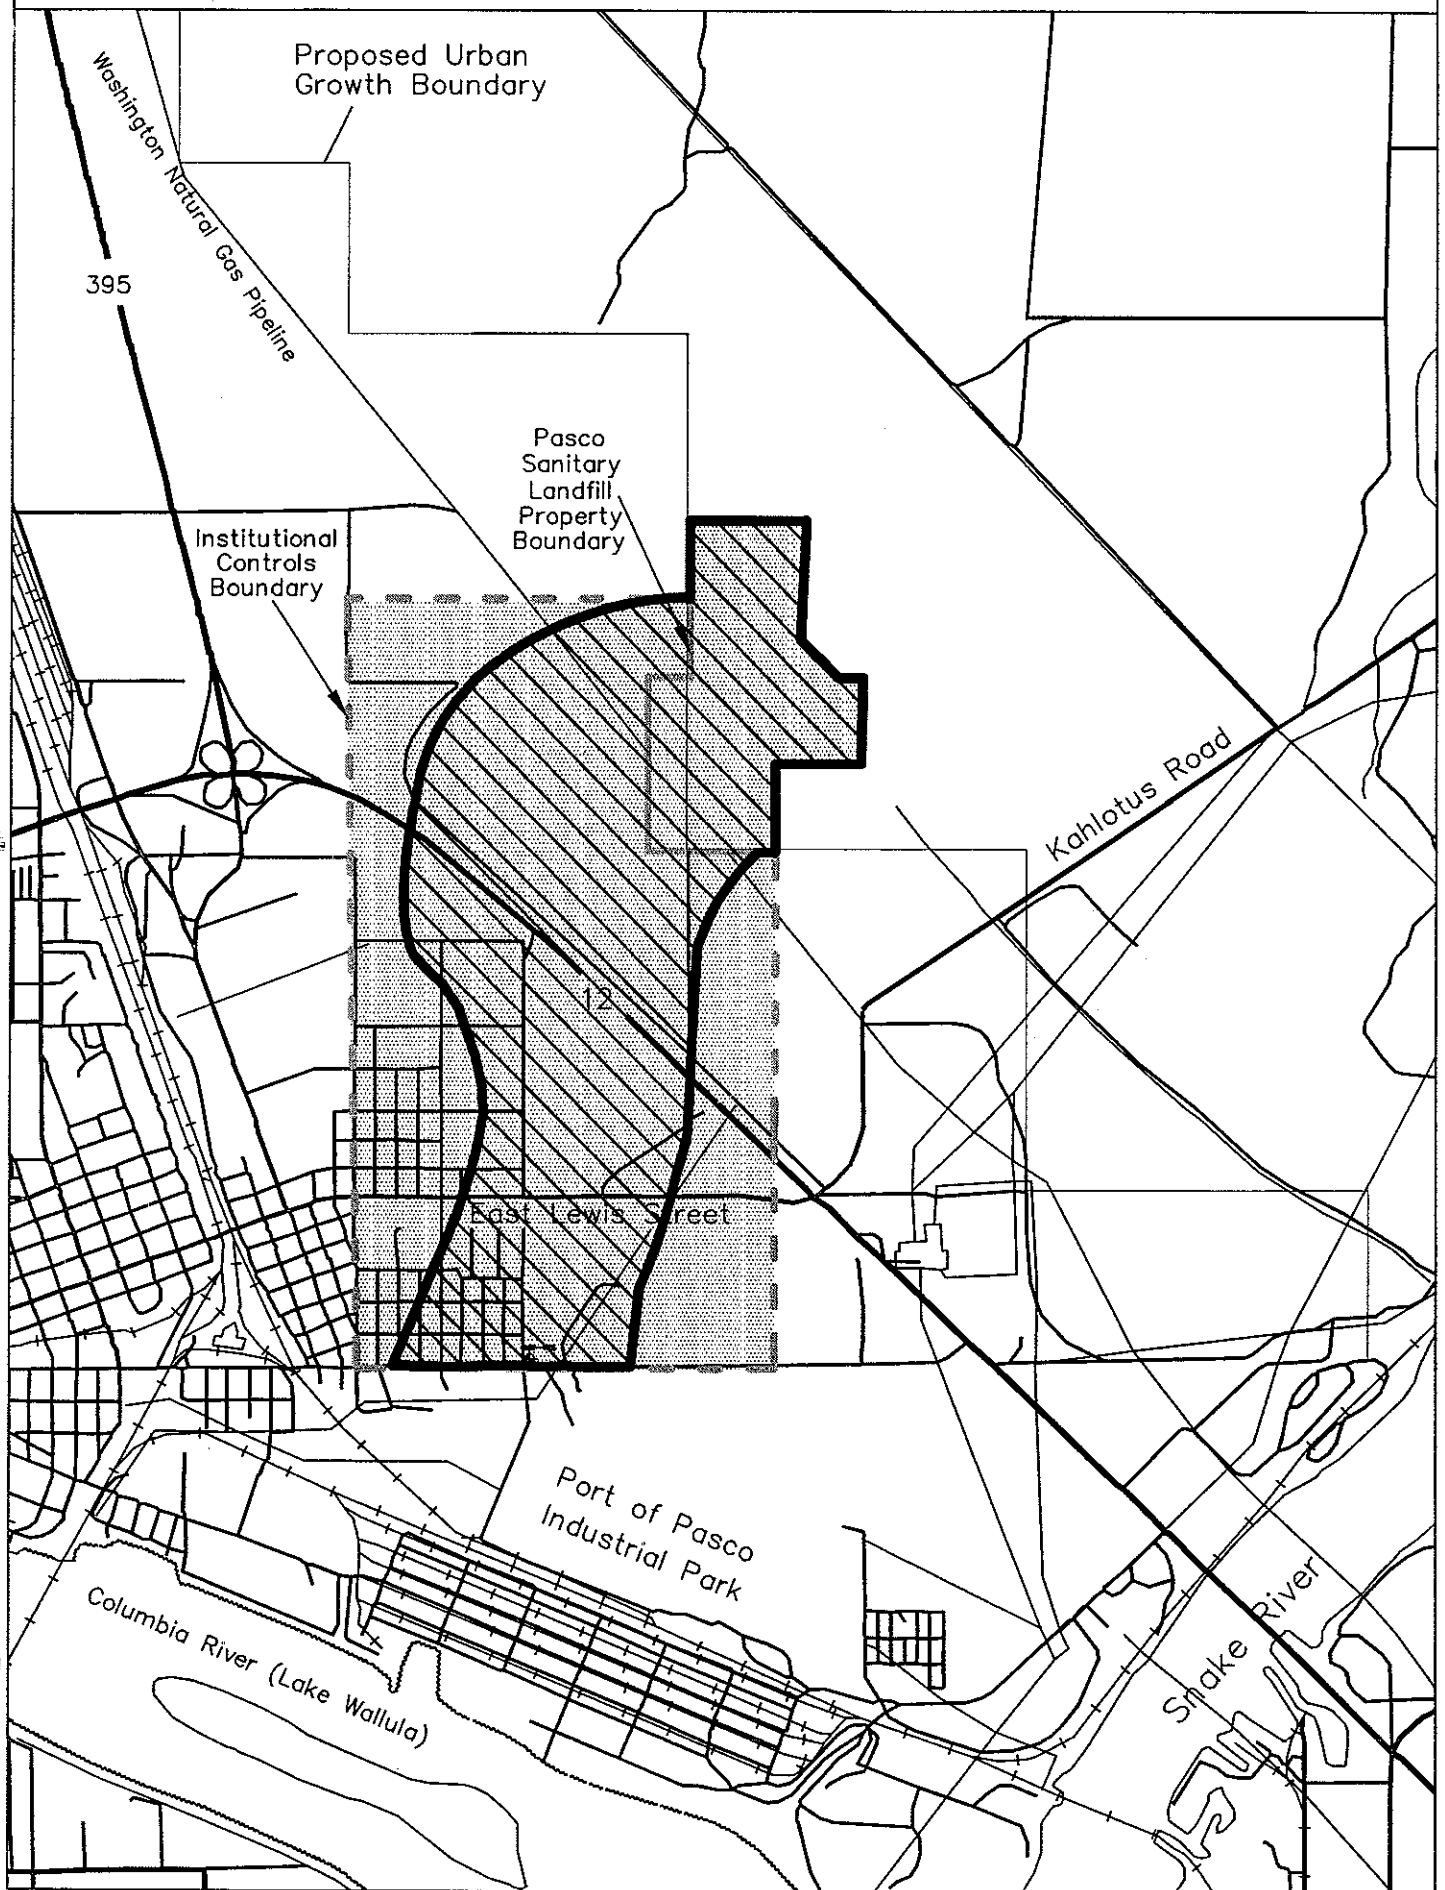 Proposed Urban
Growth Boundary
Washington Natural Gas Pipeline
395
Pasco
Sanitary
Landfill
Property
Boundary
Institutional
Controls
Boundary
Kahlotus Road
12
East Lewis Street
Port of Pasco
Industrial Park
Columbia River (Lake Wallula)
Snake River